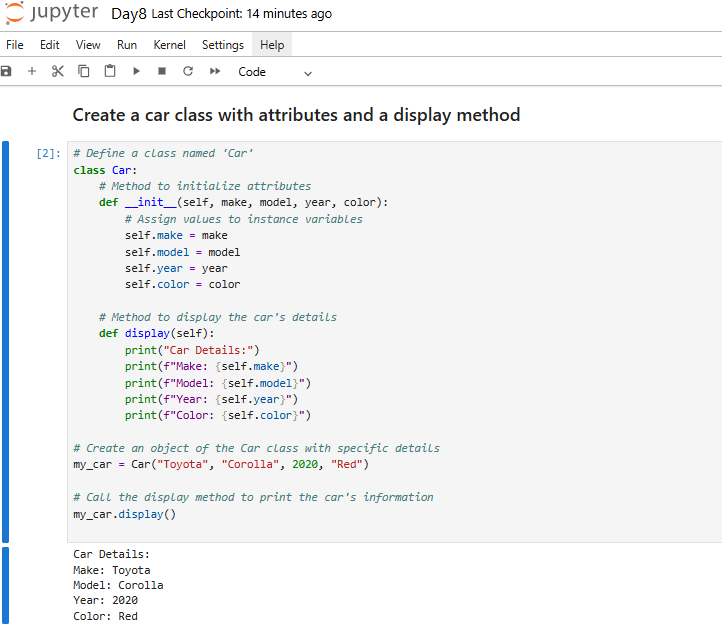 jupyter Day8 Last Checkpoint: 14 minutes ago
File Edit View Run Kernel Settings Help
Code
Create a car class with attributes and a display method
[2]: # Define a class named 'Car'
class Car:
    # Method to initialize attributes
    def __init__(self, make, model, year, color):
        # Assign values to instance variables
        self.make = make
        self.model = model
        self.year = year
        self.color = color

    # Method to display the car's details
    def display(self):
        print("Car Details:")
        print(f"Make: {self.make}")
        print(f"Model: {self.model}")
        print(f"Year: {self.year}")
        print(f"Color: {self.color}")

# Create an object of the Car class with specific details
my_car = Car("Toyota", "Corolla", 2020, "Red")

# Call the display method to print the car's information
my_car.display()

Car Details:
Make: Toyota
Model: Corolla
Year: 2020
Color: Red